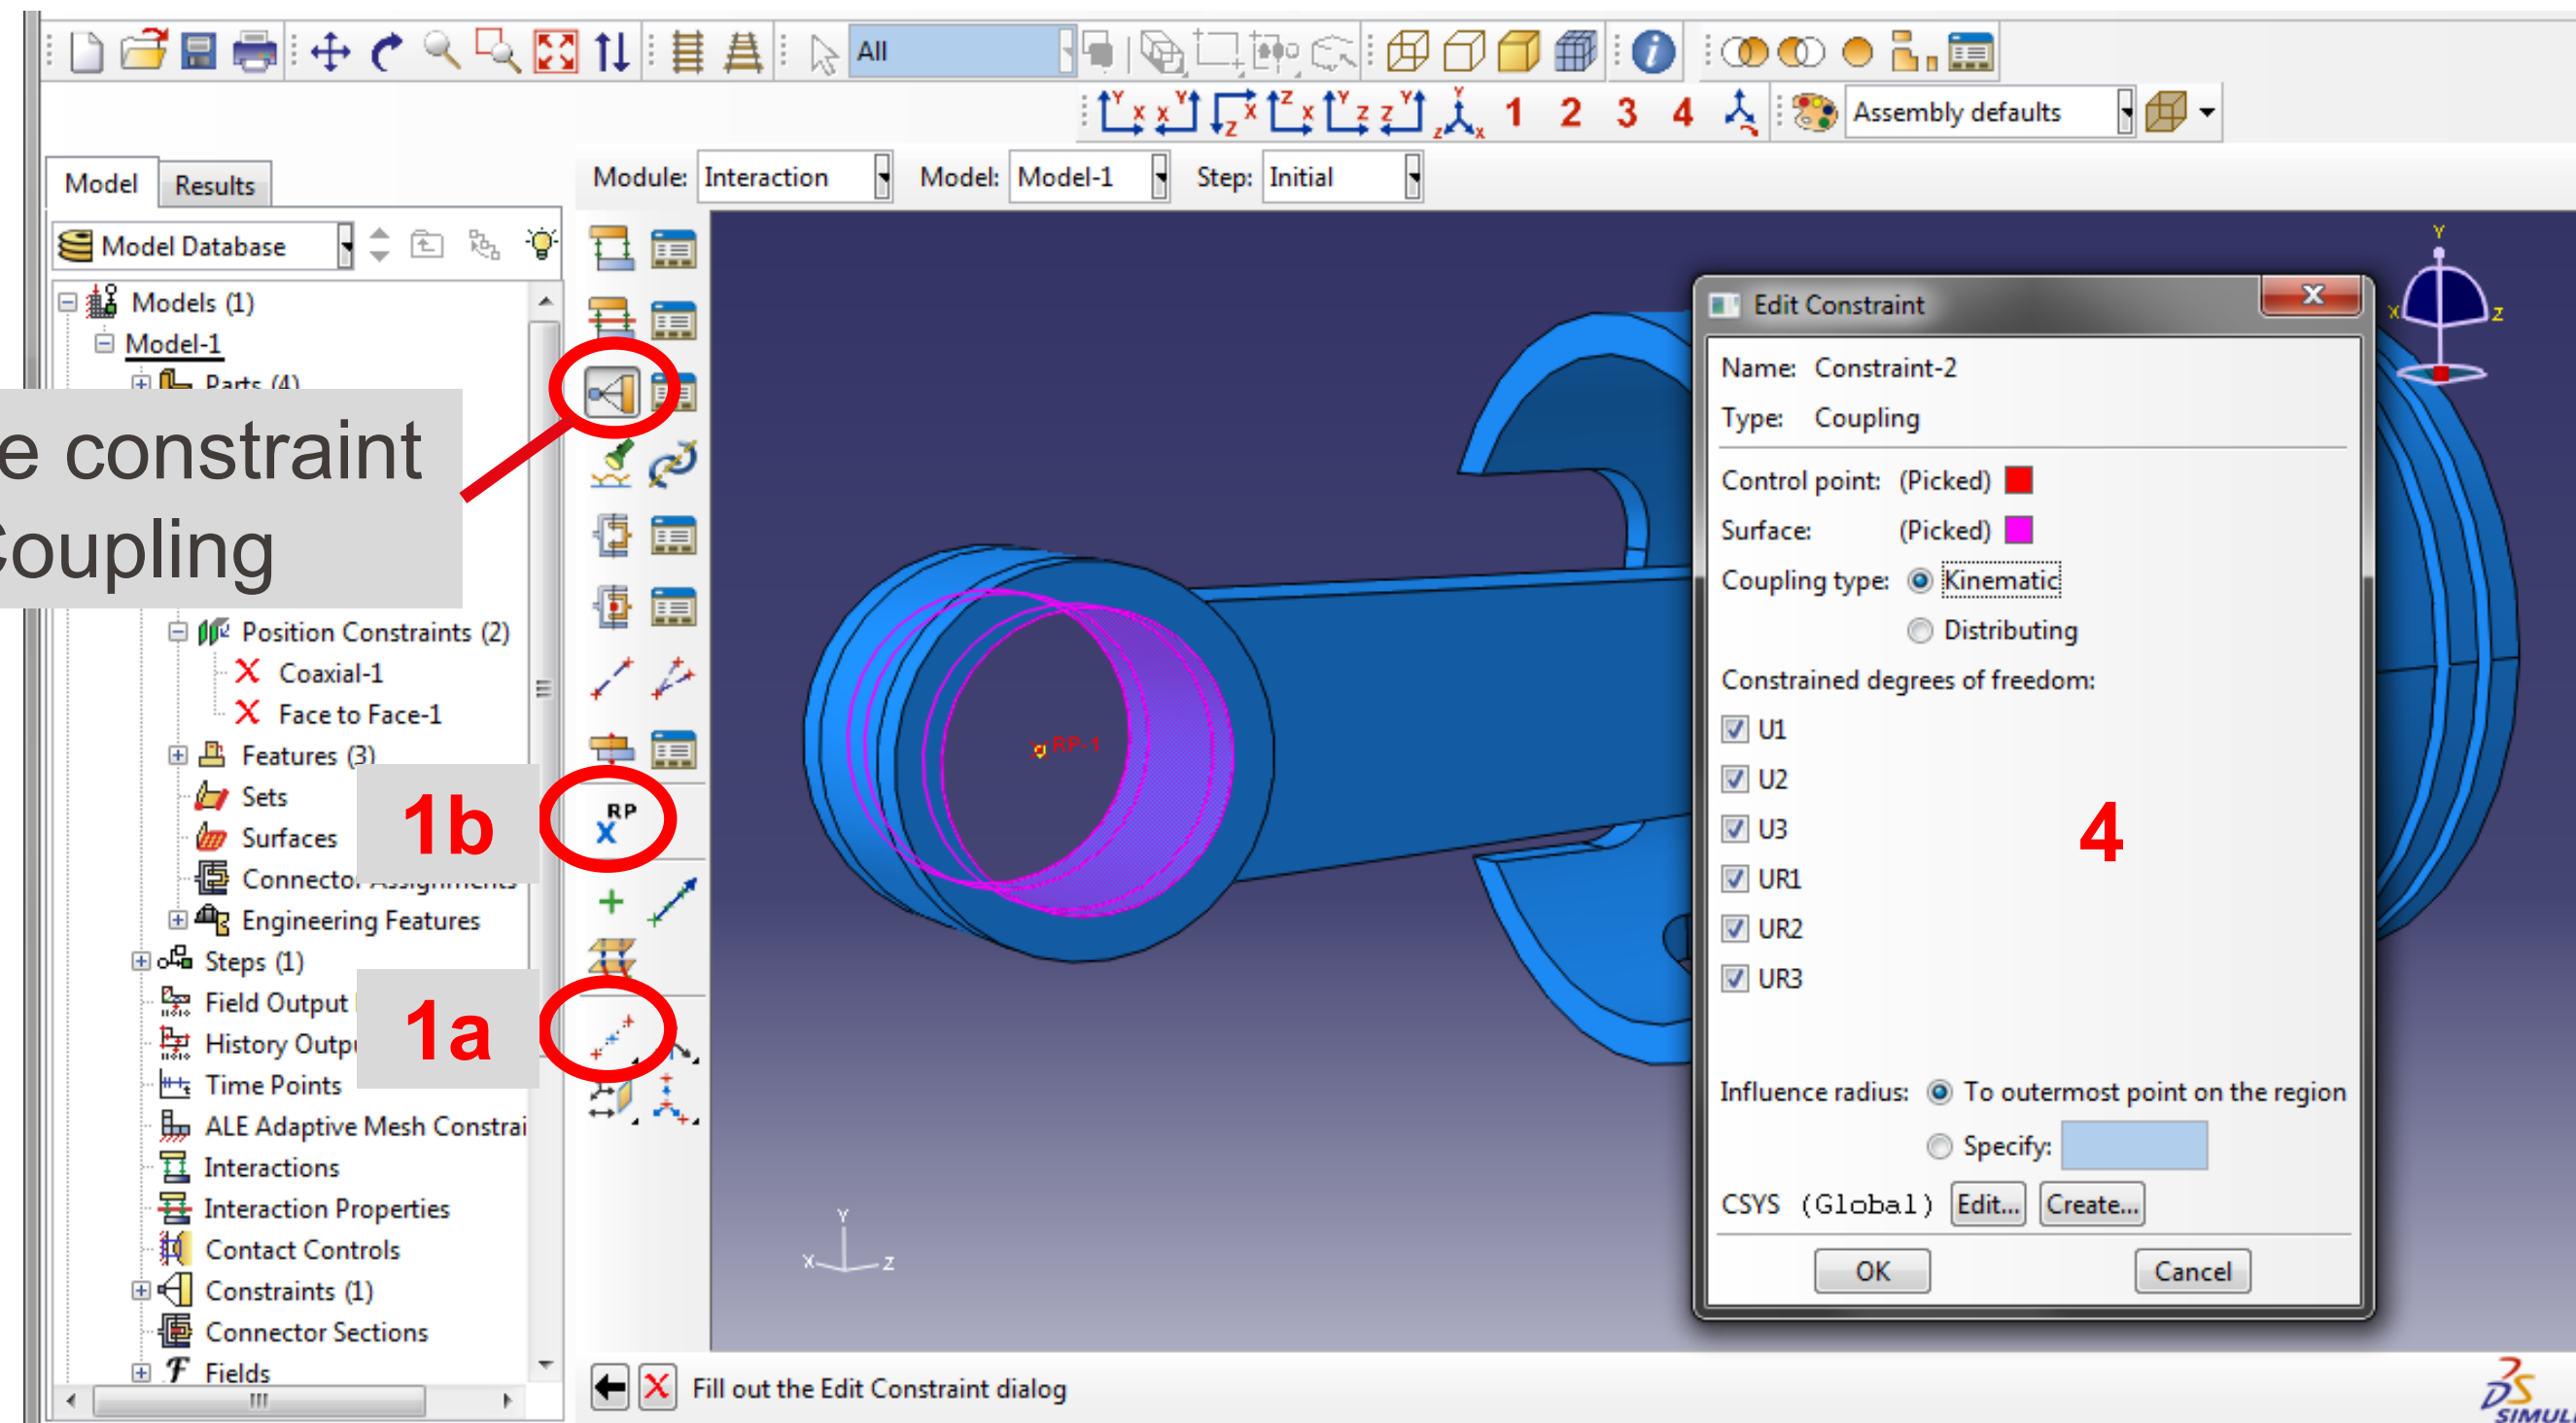 All
Y X X Y X Z Z X Y Z Z Y Y Z X 1 2 3 4
Assembly defaults
Model Results
Module: Interaction Model: Model-1 Step: Initial
Model Database
Models (1)
Model-1
Parts (4)
e constraint
Coupling
Position Constraints (2)
Coaxial-1
Face to Face-1
Features (3)
Sets
Surfaces
Connector Assignments
Engineering Features
Steps (1)
Field Output
History Outp
Time Points
ALE Adaptive Mesh Constrai
Interactions
Interaction Properties
Contact Controls
Constraints (1)
Connector Sections
Fields
1b
1a
RP
RP-1
Y
X Z
Y
X Z
Edit Constraint
Name: Constraint-2
Type: Coupling
Control point: (Picked)
Surface: (Picked)
Coupling type: Kinematic
Distributing
Constrained degrees of freedom:
U1
U2
U3
UR1
UR2
UR3
4
Influence radius: To outermost point on the region
Specify:
CSYS (Global) Edit... Create...
OK Cancel
Fill out the Edit Constraint dialog
SIMUL